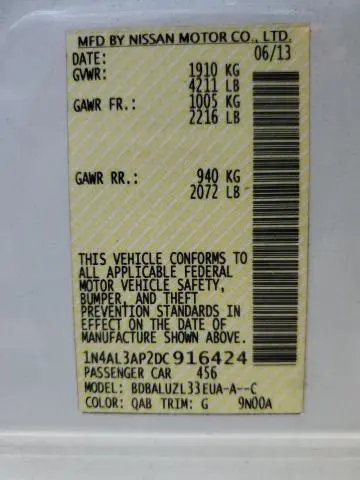 MFD BY NISSAN MOTOR CO., LTD.
DATE: 06/13
GVWR: 1910 KG
4211 LB
GAWR FR.: 1005 KG
2216 LB
GAWR RR.: 940 KG
2072 LB
THIS VEHICLE CONFORMS TO
ALL APPLICABLE FEDERAL
MOTOR VEHICLE SAFETY,
BUMPER, AND THEFT
PREVENTION STANDARDS IN
EFFECT ON THE DATE OF
MANUFACTURE SHOWN ABOVE.
1N4AL3AP2DC916424
PASSENGER CAR 456
MODEL: BDBALUZL33EUA-A--C
COLOR: QAB TRIM: G 9N00A